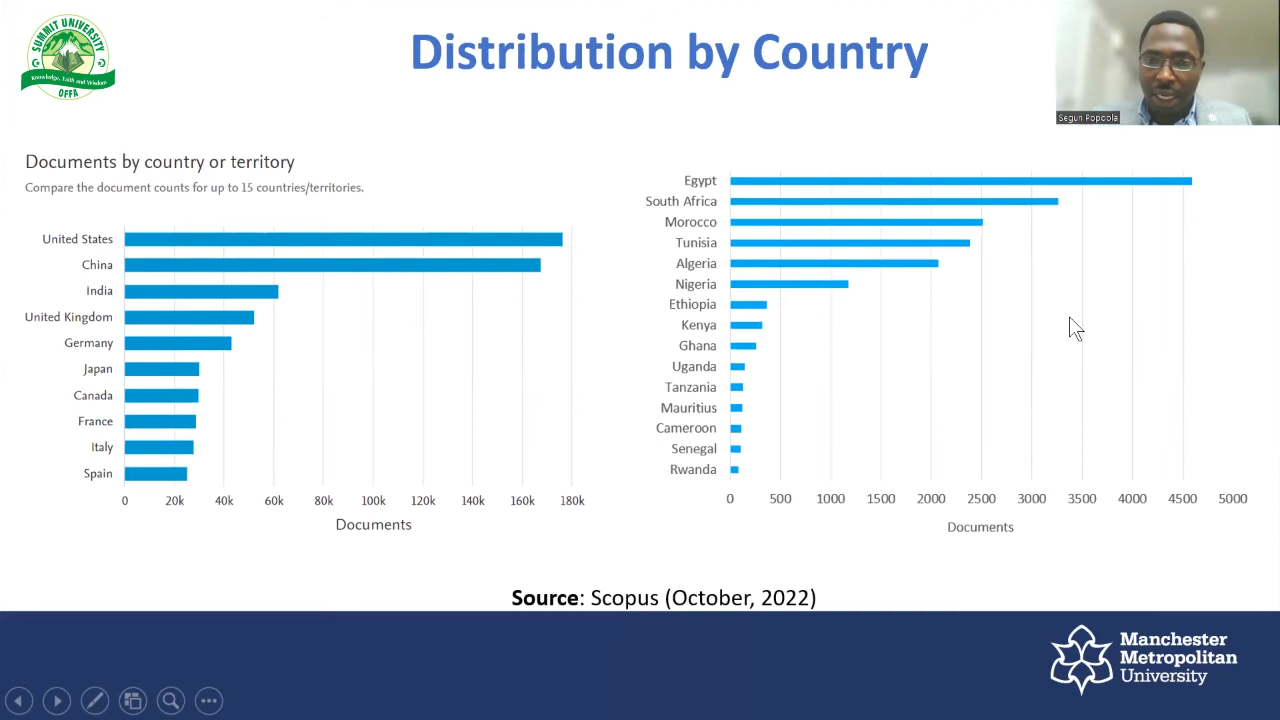 SUMMIT UNIVERSITY
Knowledge, Faith and Wisdom
OFFA
Distribution by Country
Segun Popoola
Documents by country or territory
Compare the document counts for up to 15 countries/territories.
United States
China
India
United Kingdom
Germany
Japan
Canada
France
Italy
Spain
0 20k 40k 60k 80k 100k 120k 140k 160k 180k
Documents
Egypt
South Africa
Morocco
Tunisia
Algeria
Nigeria
Ethiopia
Kenya
Ghana
Uganda
Tanzania
Mauritius
Cameroon
Senegal
Rwanda
0 500 1000 1500 2000 2500 3000 3500 4000 4500 5000
Documents
Source: Scopus (October, 2022)
Manchester
Metropolitan
University